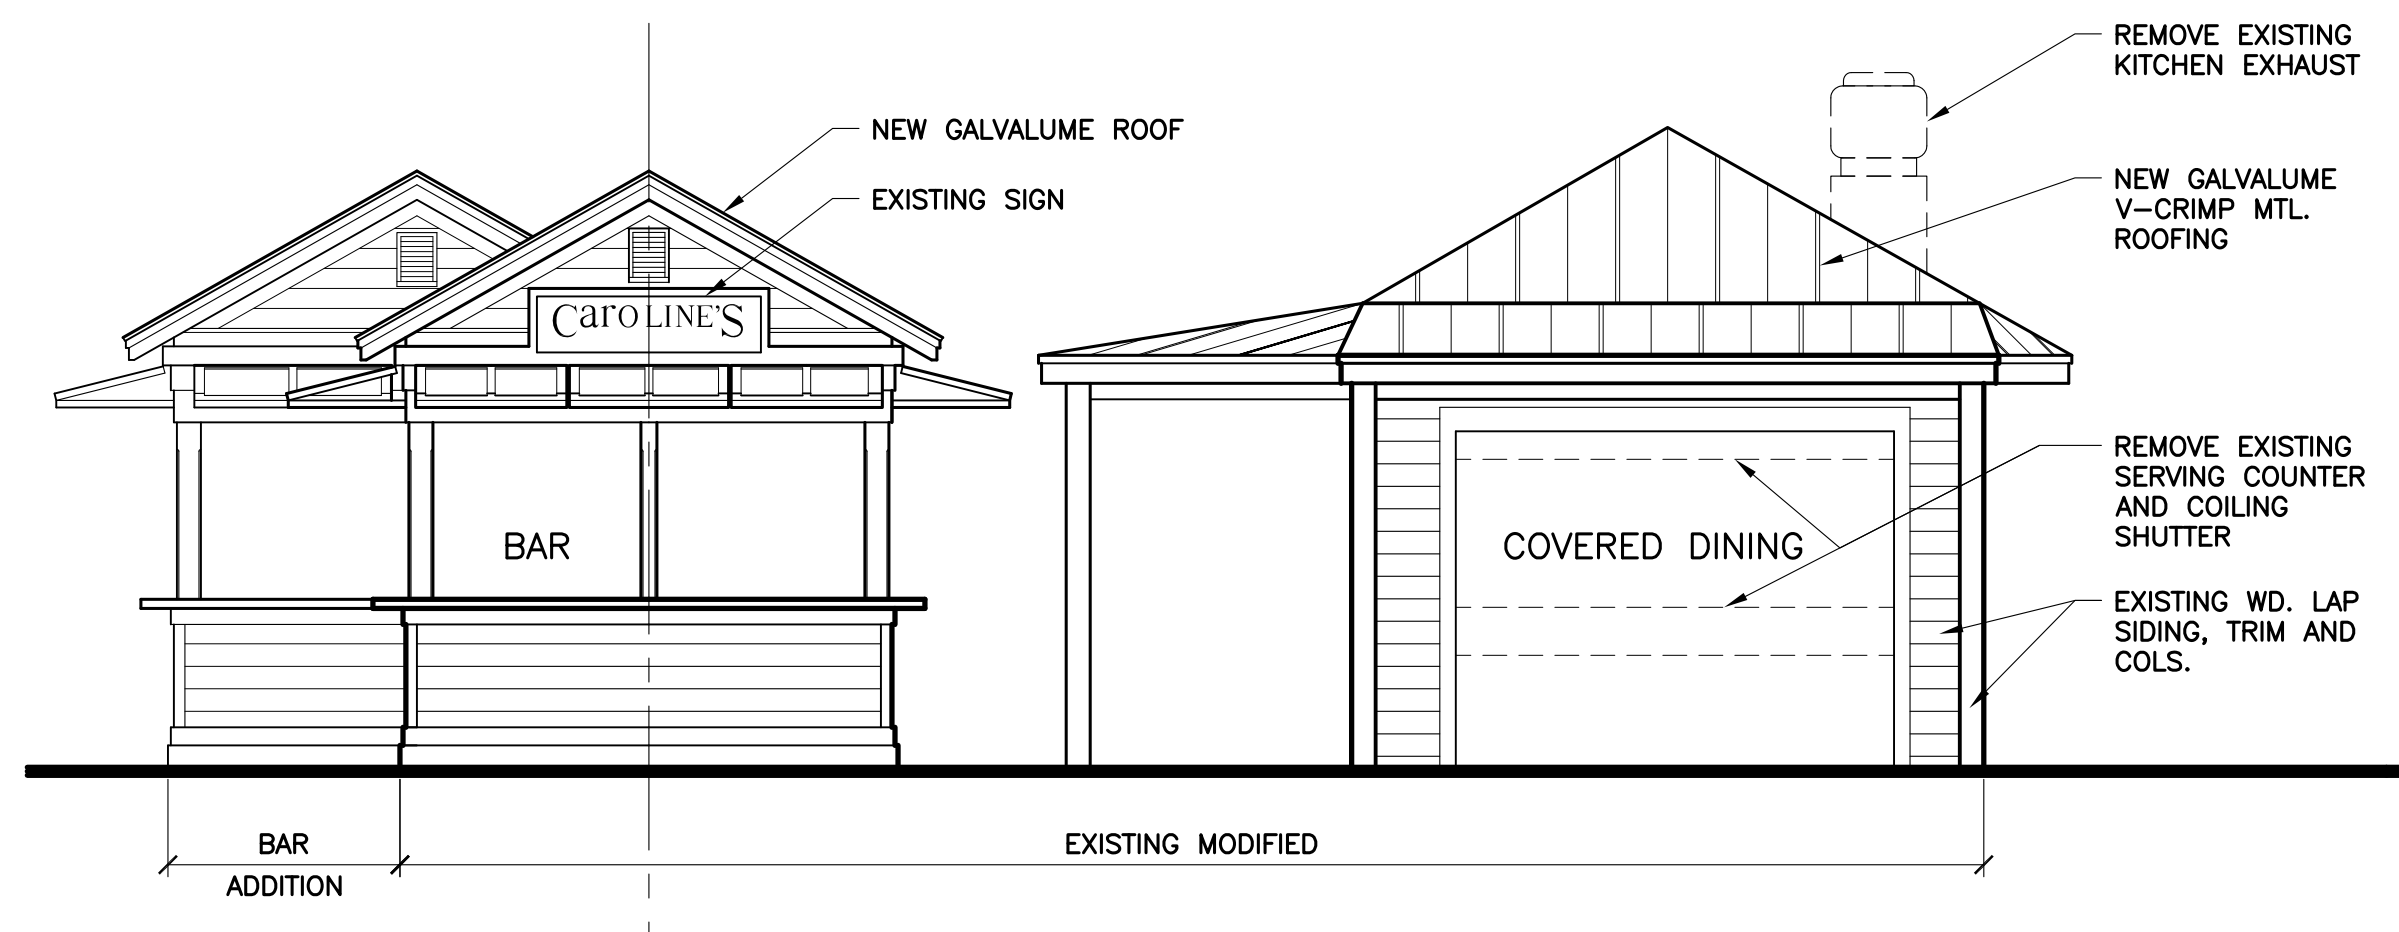 REMOVE EXISTING
KITCHEN EXHAUST
NEW GALVALUME ROOF
EXISTING SIGN
NEW GALVALUME
V-CRIMP MTL.
ROOFING
CaroLINE'S
REMOVE EXISTING
SERVING COUNTER
AND COILING
SHUTTER
BAR
COVERED DINING
EXISTING WD. LAP
SIDING, TRIM AND
COLS.
BAR
ADDITION
EXISTING MODIFIED